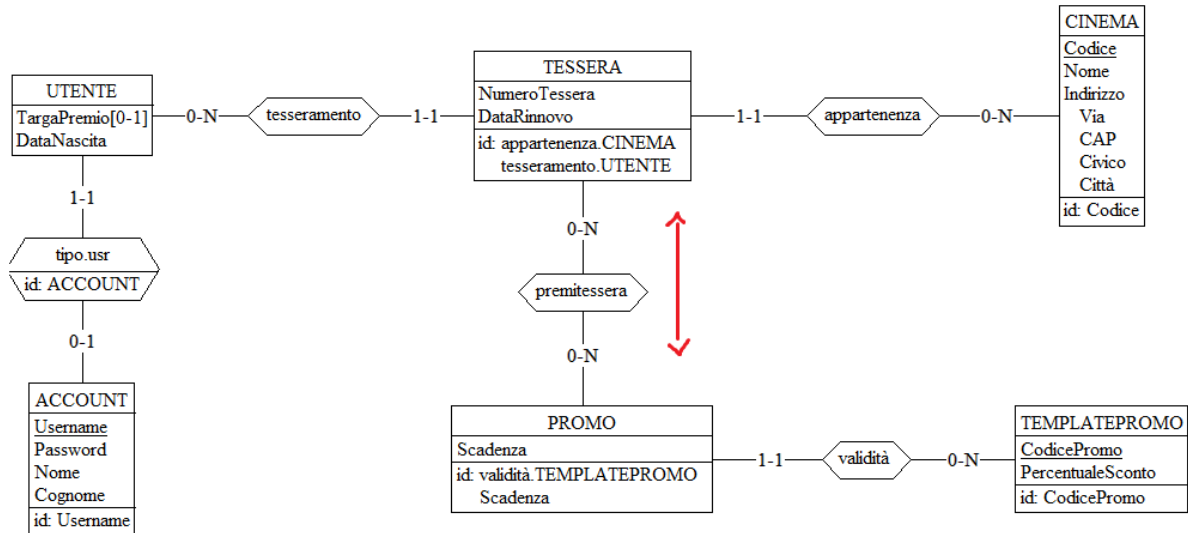 UTENTE
TargaPremio[0-1]
DataNascita
0-N
tesseramento
1-1
TESSERA
NumeroTessera
DataRinnovo
id: appartenenza.CINEMA
tesseramento.UTENTE
1-1
appartenenza
0-N
CINEMA
Codice
Nome
Indirizzo
Via
CAP
Civico
Città
id: Codice
1-1
tipo.usr
id: ACCOUNT
0-1
ACCOUNT
Username
Password
Nome
Cognome
id: Username
0-N
premitessera
0-N
PROMO
Scadenza
id: validità.TEMPLATEPROMO
Scadenza
1-1
validità
0-N
TEMPLATEPROMO
CodicePromo
PercentualeSconto
id: CodicePromo